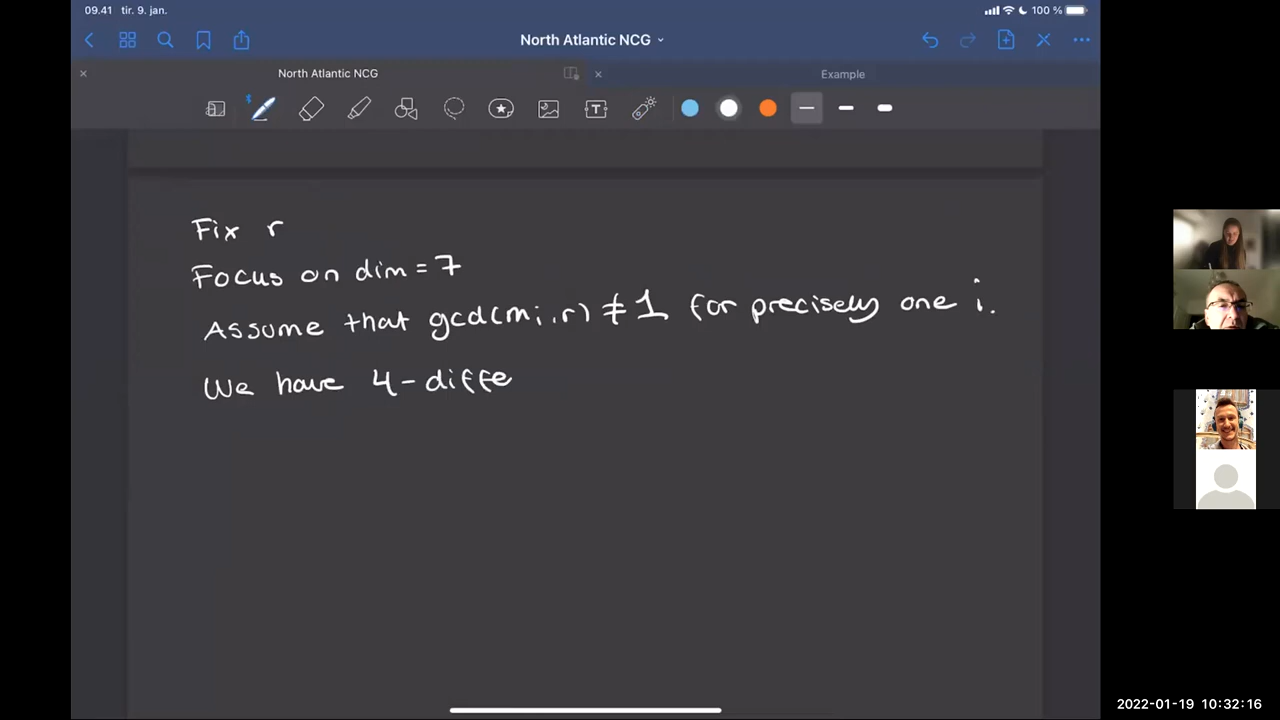 09.41 tir. 9. jan.
100 %
North Atlantic NCG
North Atlantic NCG
Example
Fix r
Focus on dim = 7
Assume that gcd(mi,r) ≠ 1 for precisely one i.
We have 4-diffe
2022-01-19 10:32:16